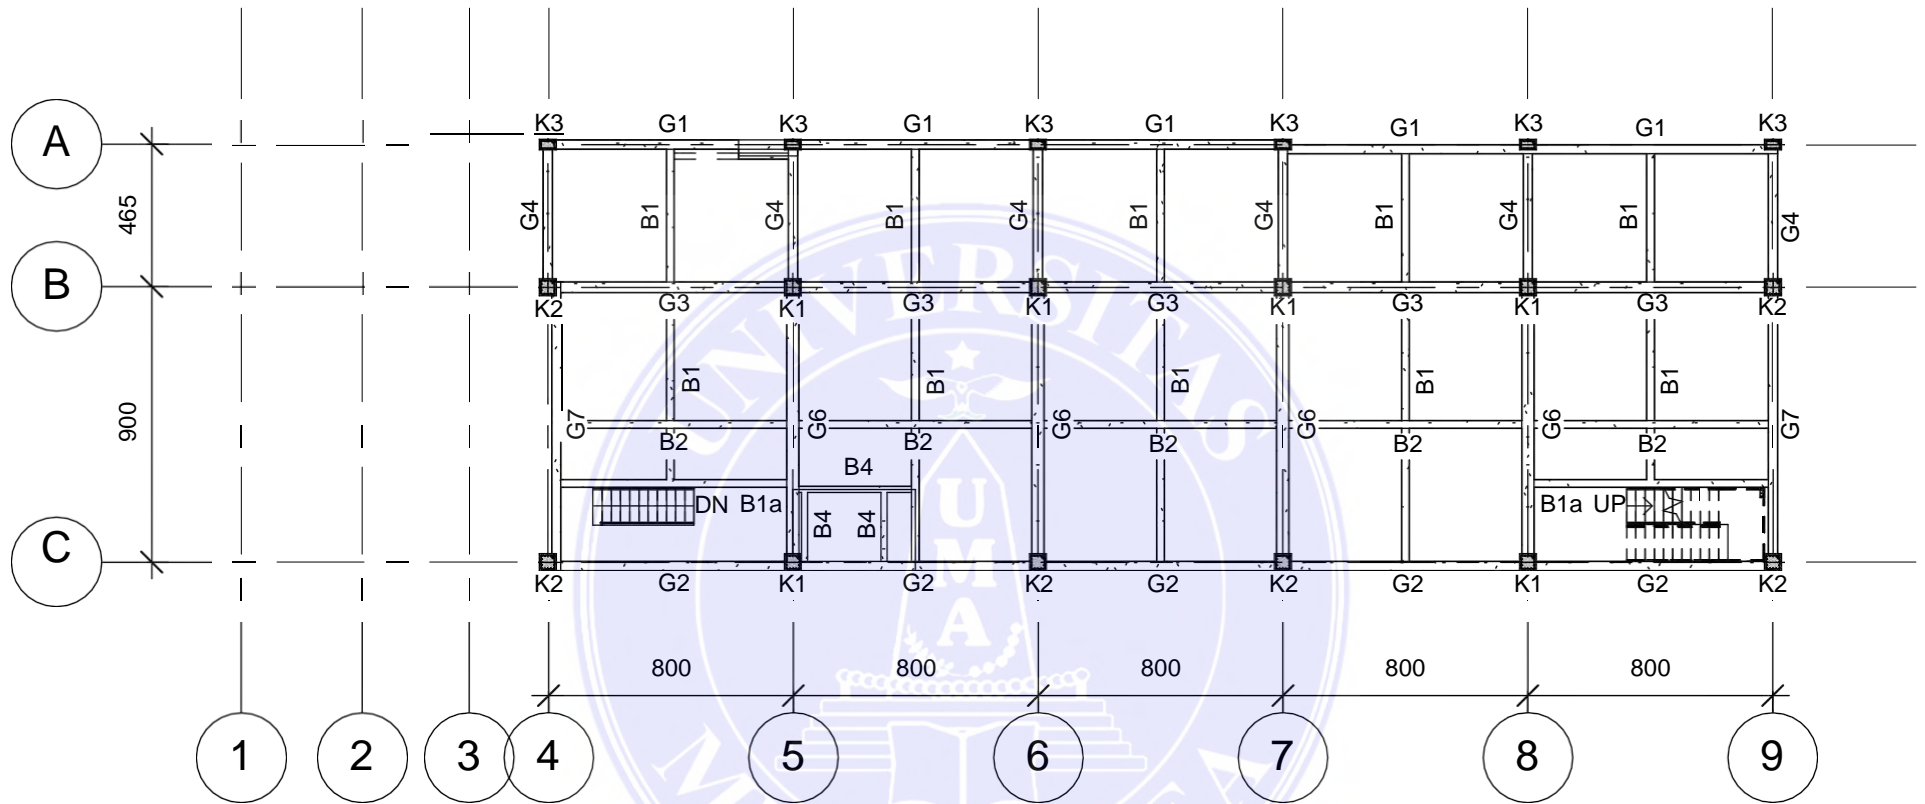 K3 G1 K3 G1 K3 G1 K3 G1 K3 G1 K3
A
G4 B1 G4 B1 G4 B1 G4 B1 G4 B1 G4
465
B
K2 G3 K1 G3 K1 G3 K1 G3 K1 G3 K2
B1 B1 B1 B1 B1
900
G7 G6 G6 G6 G6 G7
B2 B2 B2 B2 B2
B4
DN B1a B4 B4 B1a UP
C
K2 G2 K1 G2 K2 G2 K2 G2 K1 G2 K2
800 800 800 800 800
1 2 3 4 5 6 7 8 9
UNIVERSITAS
U
M
A